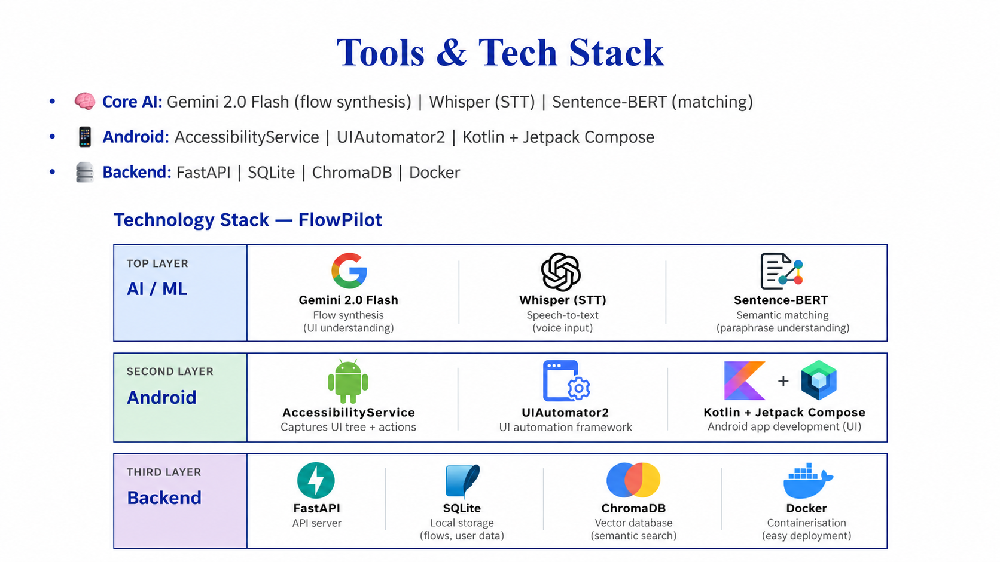 Tools & Tech Stack
• 🧠 Core AI: Gemini 2.0 Flash (flow synthesis) | Whisper (STT) | Sentence-BERT (matching)
• 📱 Android: AccessibilityService | UIAutomator2 | Kotlin + Jetpack Compose
• Backend: FastAPI | SQLite | ChromaDB | Docker
Technology Stack — FlowPilot
TOP LAYER
AI / ML
Gemini 2.0 Flash
Flow synthesis
(UI understanding)
Whisper (STT)
Speech-to-text
(voice input)
Sentence-BERT
Semantic matching
(paraphrase understanding)
SECOND LAYER
Android
AccessibilityService
Captures UI tree + actions
UIAutomator2
UI automation framework
+
Kotlin + Jetpack Compose
Android app development (UI)
THIRD LAYER
Backend
FastAPI
API server
SQLite
Local storage
(flows, user data)
ChromaDB
Vector database
(semantic search)
Docker
Containerisation
(easy deployment)